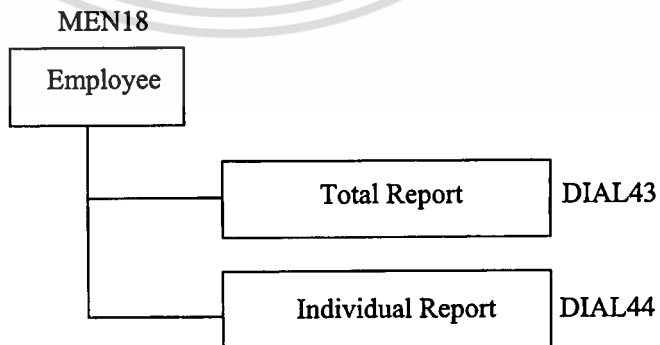 MEN18
Employee
Total Report DIAL43
Individual Report DIAL44